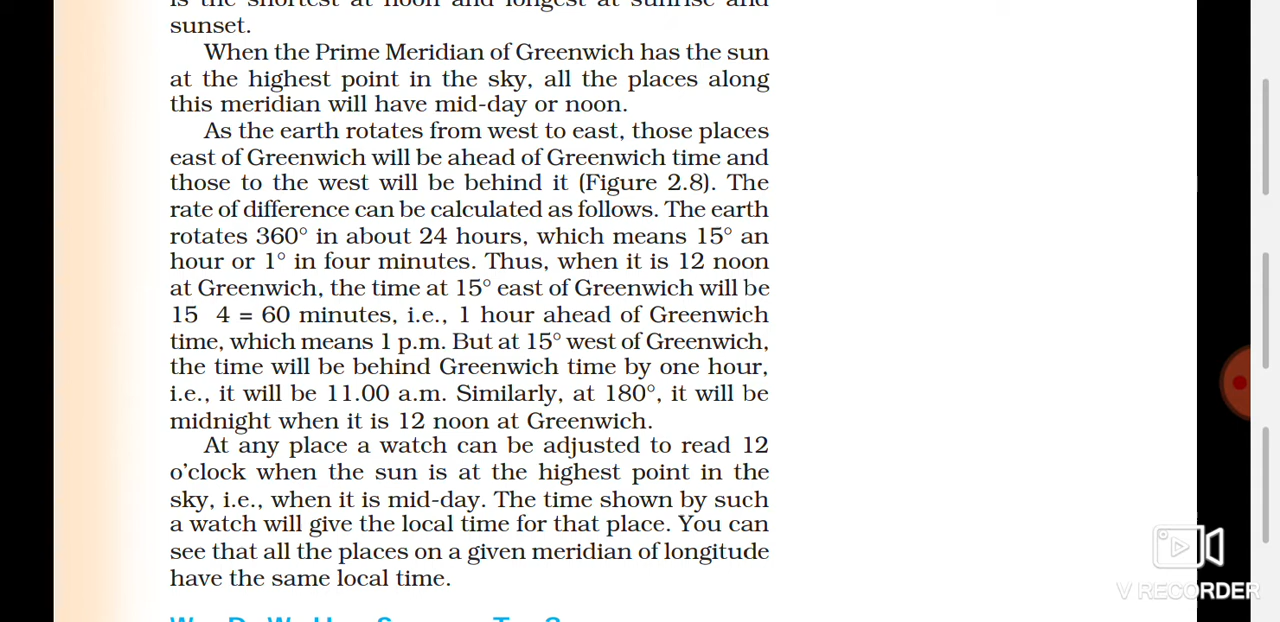 is the shortest at noon and longest at sunrise and
sunset.
When the Prime Meridian of Greenwich has the sun
at the highest point in the sky, all the places along
this meridian will have mid-day or noon.
As the earth rotates from west to east, those places
east of Greenwich will be ahead of Greenwich time and
those to the west will be behind it (Figure 2.8). The
rate of difference can be calculated as follows. The earth
rotates 360° in about 24 hours, which means 15° an
hour or 1° in four minutes. Thus, when it is 12 noon
at Greenwich, the time at 15° east of Greenwich will be
15 4 = 60 minutes, i.e., 1 hour ahead of Greenwich
time, which means 1 p.m. But at 15° west of Greenwich,
the time will be behind Greenwich time by one hour,
i.e., it will be 11.00 a.m. Similarly, at 180°, it will be
midnight when it is 12 noon at Greenwich.
At any place a watch can be adjusted to read 12
o'clock when the sun is at the highest point in the
sky, i.e., when it is mid-day. The time shown by such
a watch will give the local time for that place. You can
see that all the places on a given meridian of longitude
have the same local time.
V RECORDER